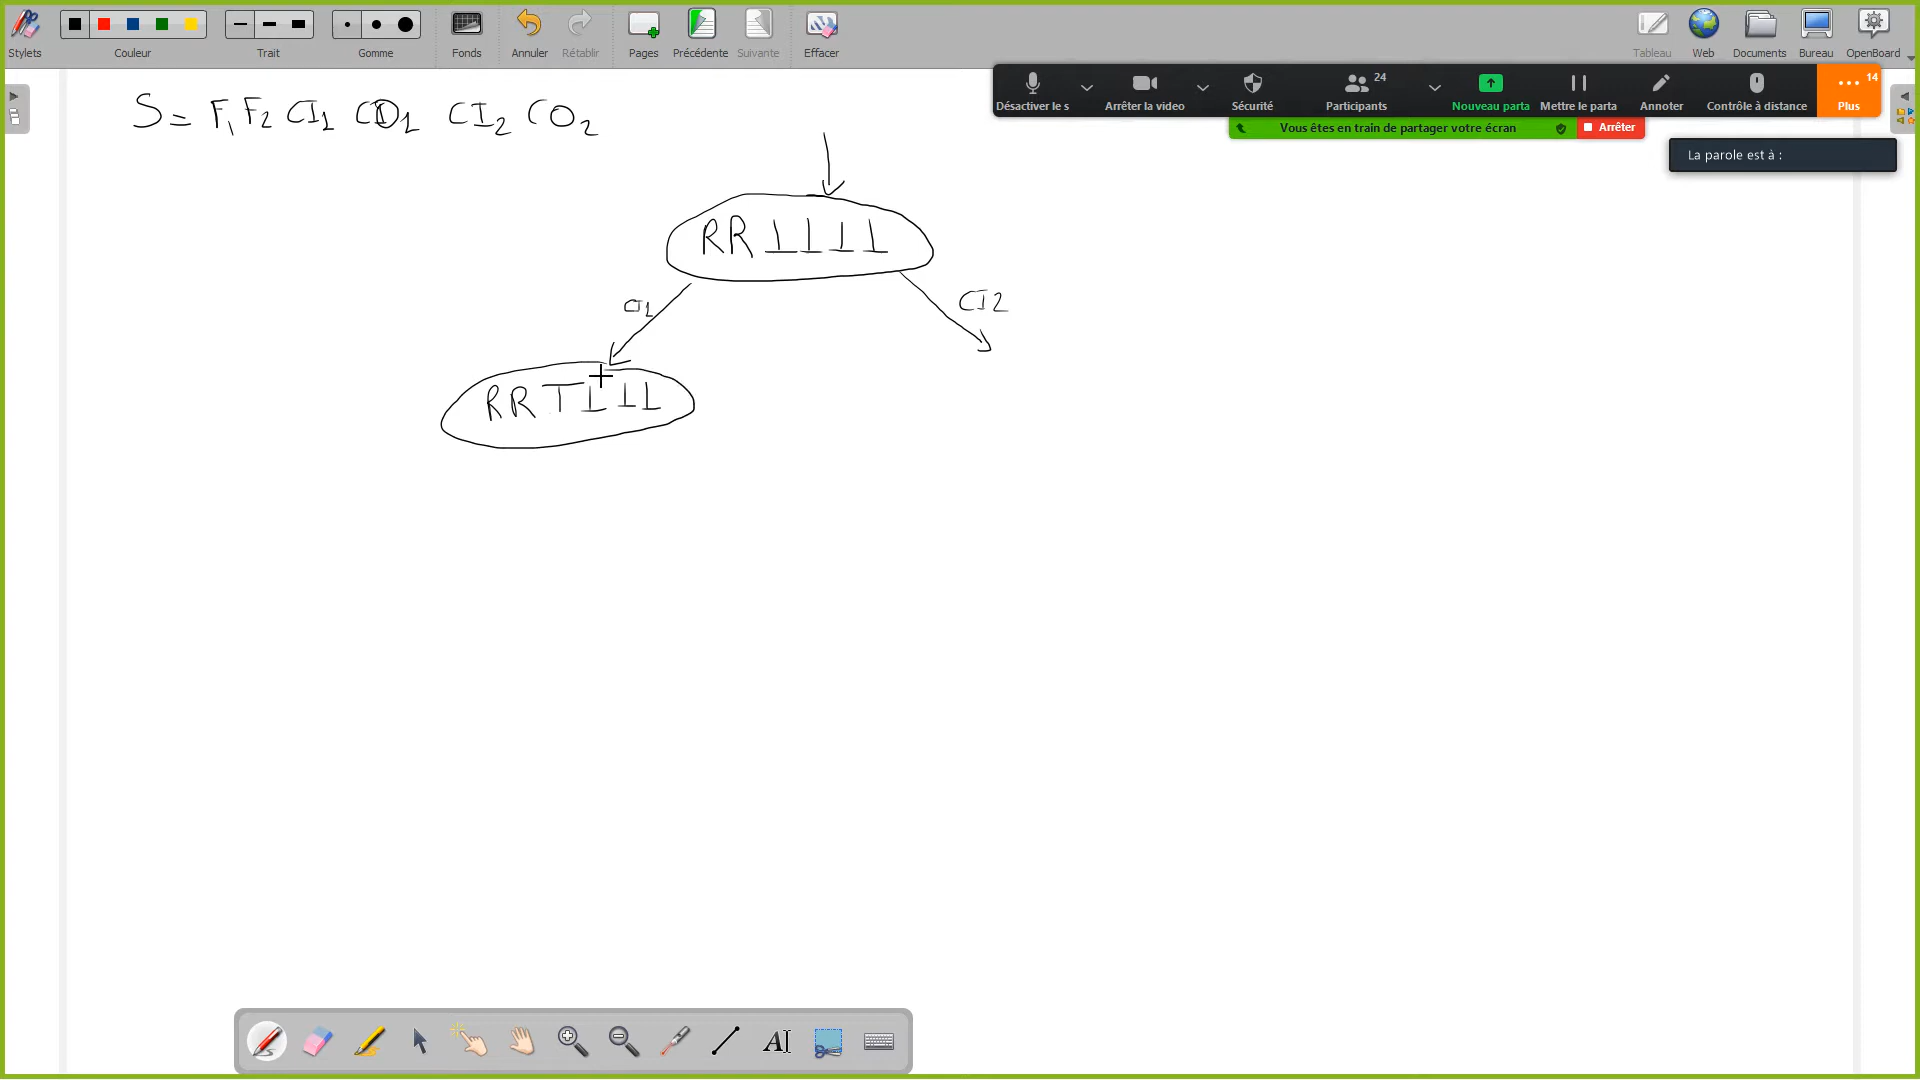 Stylets
Couleur
Trait
Gomme
Fonds
Annuler
Rétablir
Pages
Précédente
Suivante
Effacer
Tableau
Web
Documents
Bureau
OpenBoard
Désactiver le s
Arrêter la video
Sécurité
24
Participants
Nouveau parta
Mettre le parta
Annoter
Contrôle à distance
14
Plus
Vous êtes en train de partager votre écran
Arrêter
La parole est à :
S = F1 F2 CI1 CO1 CI2 CO2
RR⊥⊥⊥⊥
CI1
CI2
RRT⊥⊥⊥
AI